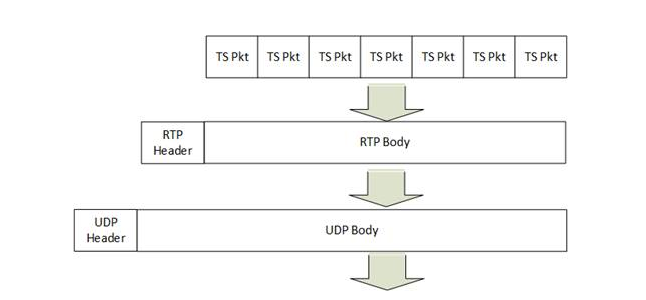 TS Pkt TS Pkt TS Pkt TS Pkt TS Pkt TS Pkt TS Pkt
RTP
Header
RTP Body
UDP
Header
UDP Body